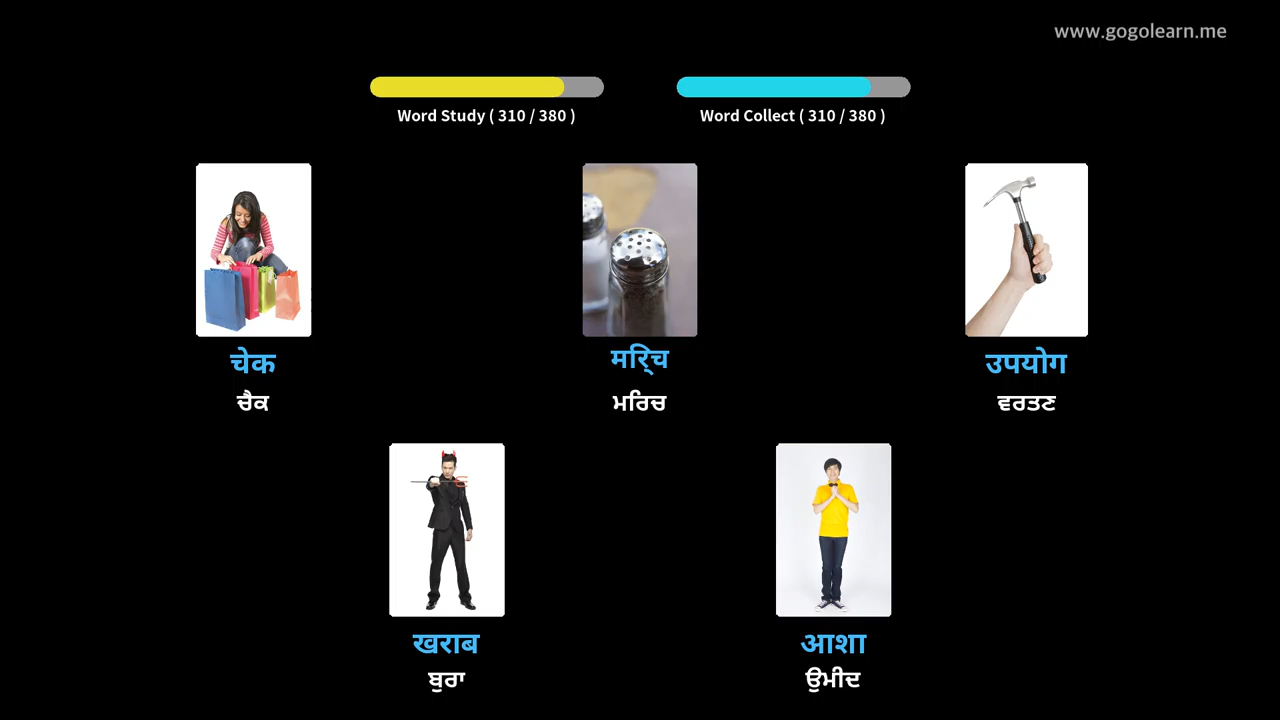 www.gogolearn.me
Word Study ( 310 / 380 )
Word Collect ( 310 / 380 )
चेक
मरि्च
उपयोग
ਚੈਕ
ਮਰਿਚ
ਵਰਤਣ
खराब
आशा
ਬੁਰਾ
ਉਮੀਦ